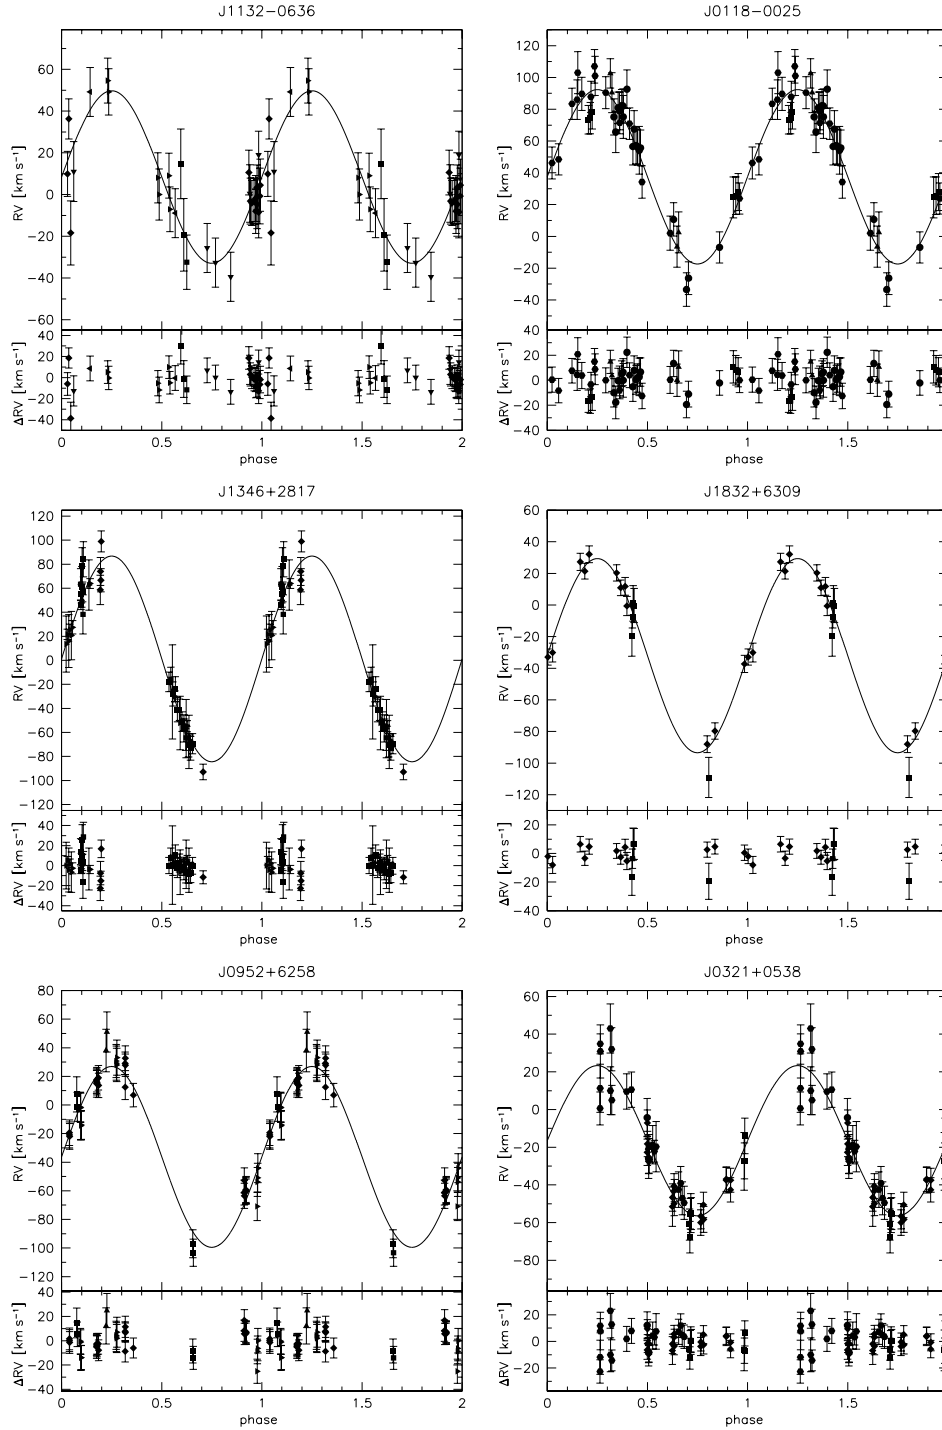 J1132−0636
J0118−0025
60
40
20
0
−20
−40
−60
RV [km s⁻¹]
120
100
80
60
40
20
0
−20
−40
RV [km s⁻¹]
40
20
0
−20
−40
ΔRV [km s⁻¹]
40
20
0
−20
−40
ΔRV [km s⁻¹]
0 0.5 1 1.5 2
phase
0 0.5 1 1.5
phase
J1346+2817
J1832+6309
120
100
80
60
40
20
0
−20
−40
−60
−80
−100
−120
RV [km s⁻¹]
60
40
20
0
−20
−40
−60
−80
−100
−120
RV [km s⁻¹]
40
20
0
−20
−40
ΔRV [km s⁻¹]
20
0
−20
−40
ΔRV [km s⁻¹]
0 0.5 1 1.5 2
phase
0 0.5 1 1.5
phase
J0952+6258
J0321+0538
80
60
40
20
0
−20
−40
−60
−80
−100
−120
RV [km s⁻¹]
60
40
20
0
−20
−40
−60
−80
RV [km s⁻¹]
40
20
0
−20
−40
ΔRV [km s⁻¹]
20
0
−20
ΔRV [km s⁻¹]
0 0.5 1 1.5 2
phase
0 0.5 1 1.5
phase